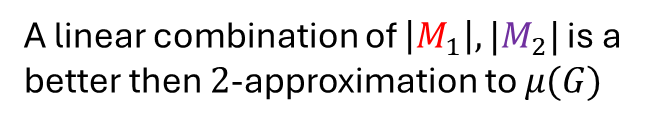 A linear combination of |M₁|, |M₂| is a
better then 2-approximation to μ(G)